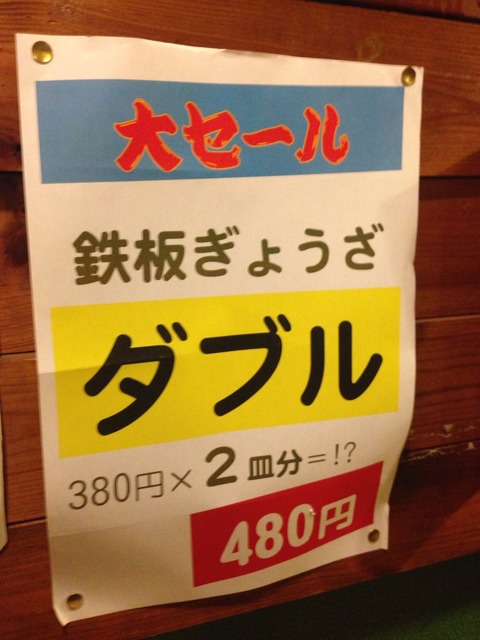 大セール
鉄板ぎょうざ
ダブル
380円×2皿分=!?
480円